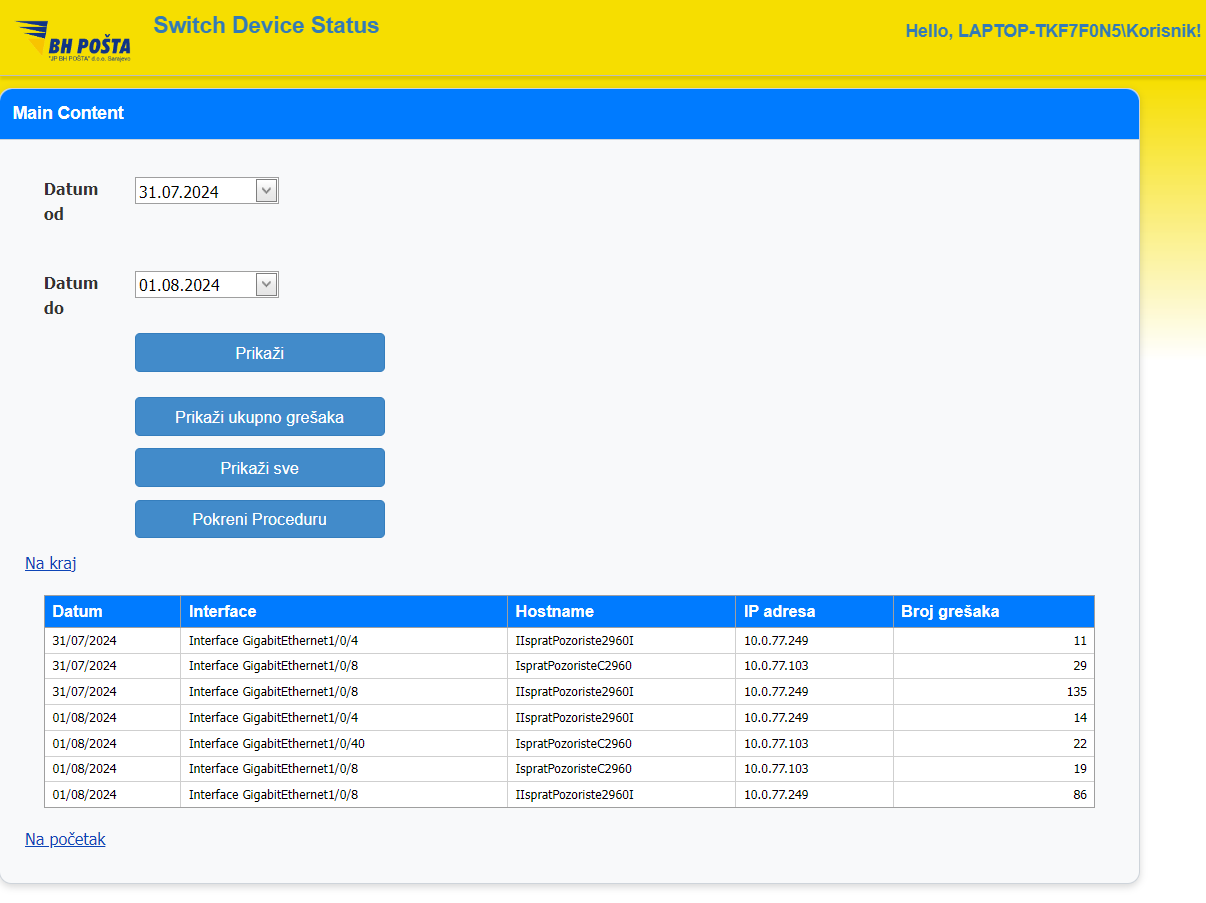 BH POŠTA
"JP BH POŠTA" d.o.o. Sarajevo
Switch Device Status
Hello, LAPTOP-TKF7F0N5\Korisnik!
Main Content
Datum od
31.07.2024
Datum do
01.08.2024
Prikaži
Prikaži ukupno grešaka
Prikaži sve
Pokreni Proceduru
Na kraj
Datum Interface Hostname IP adresa Broj grešaka
31/07/2024 Interface GigabitEthernet1/0/4 IIspratPozoriste2960I 10.0.77.249 11
31/07/2024 Interface GigabitEthernet1/0/8 IspratPozoristeC2960 10.0.77.103 29
31/07/2024 Interface GigabitEthernet1/0/8 IIspratPozoriste2960I 10.0.77.249 135
01/08/2024 Interface GigabitEthernet1/0/4 IIspratPozoriste2960I 10.0.77.249 14
01/08/2024 Interface GigabitEthernet1/0/40 IspratPozoristeC2960 10.0.77.103 22
01/08/2024 Interface GigabitEthernet1/0/8 IspratPozoristeC2960 10.0.77.103 19
01/08/2024 Interface GigabitEthernet1/0/8 IIspratPozoriste2960I 10.0.77.249 86
Na početak